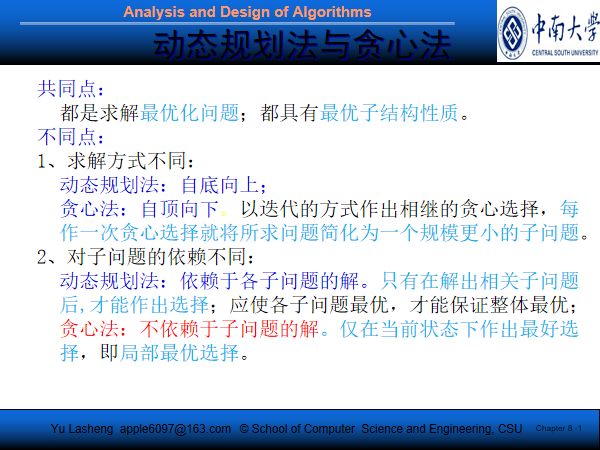 Analysis and Design of Algorithms
动态规划法与贪心法
中南大学
CENTRAL SOUTH UNIVERSITY
共同点：
都是求解最优化问题；都具有最优子结构性质。
不同点：
1、求解方式不同：
动态规划法：自底向上；
贪心法：自顶向下。以迭代的方式作出相继的贪心选择，每
作一次贪心选择就将所求问题简化为一个规模更小的子问题。
2、对子问题的依赖不同：
动态规划法：依赖于各子问题的解。只有在解出相关子问题
后,才能作出选择；应使各子问题最优，才能保证整体最优；
贪心法：不依赖于子问题的解。仅在当前状态下作出最好选
择，即局部最优选择。
Yu Lasheng apple6097@163.com © School of Computer Science and Engineering, CSU
Chapter 8 -1